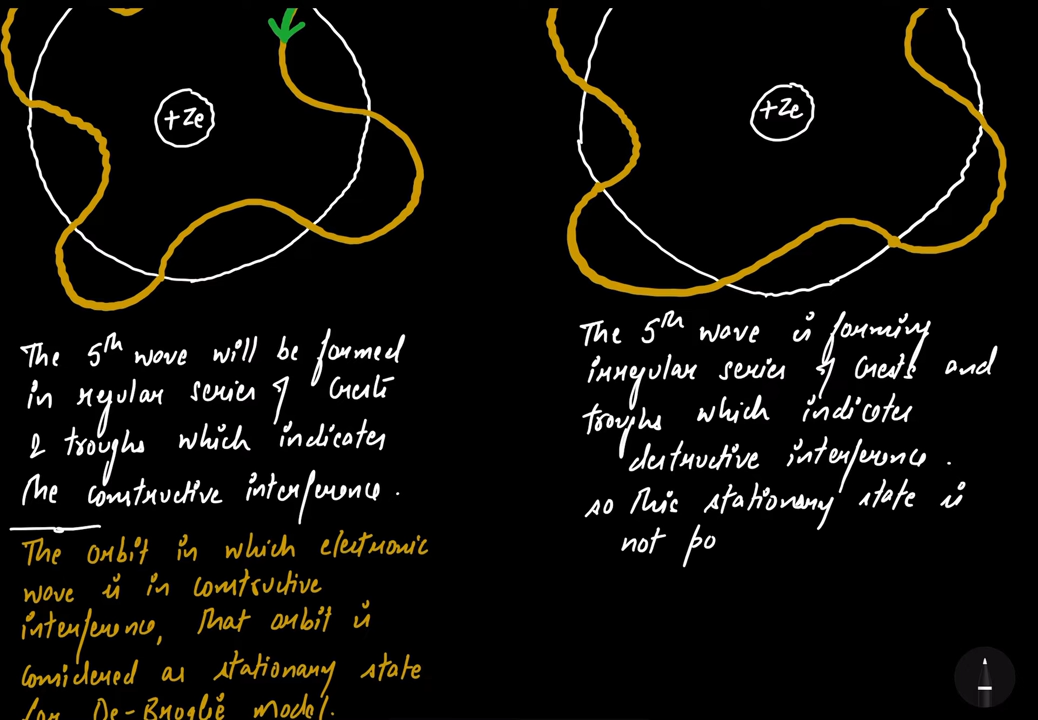 +Ze
+Ze
The 5th wave will be formed
in regular series of Crests
& troughs which indicates
the constructive interference.
The orbit in which electronic
wave is in constructive
interference, that orbit is
considered as stationary state
for De-Broglie model.
The 5th wave is forming
irregular series of Crests and
troughs which indicates
destructive interference.
so this stationary state is
not po